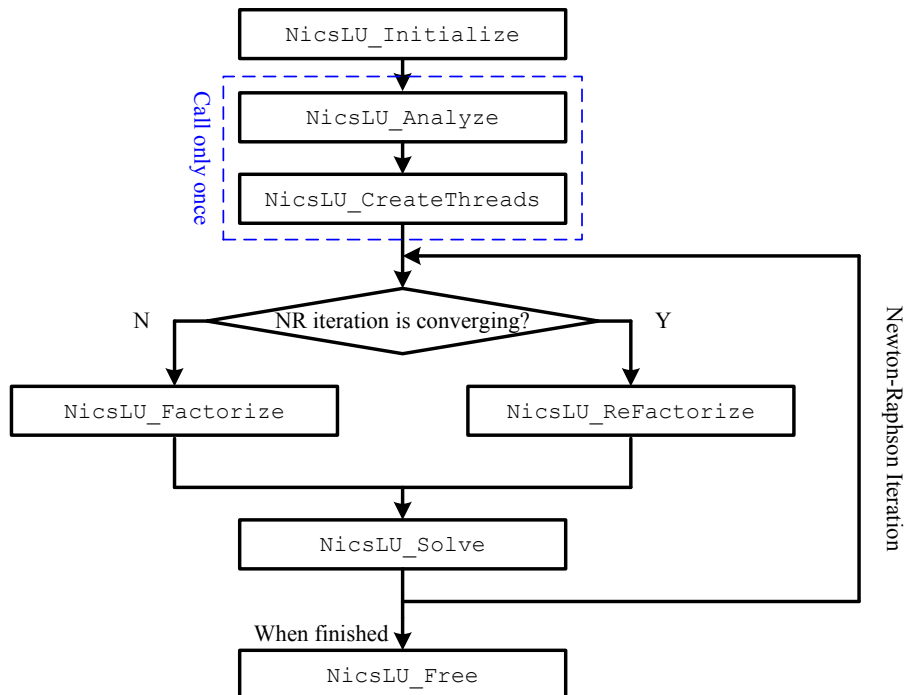 NicsLU_Initialize
Call only once
NicsLU_Analyze
NicsLU_CreateThreads
N
NR iteration is converging?
Y
NicsLU_Factorize
NicsLU_ReFactorize
Newton-Raphson Iteration
NicsLU_Solve
When finished
NicsLU_Free